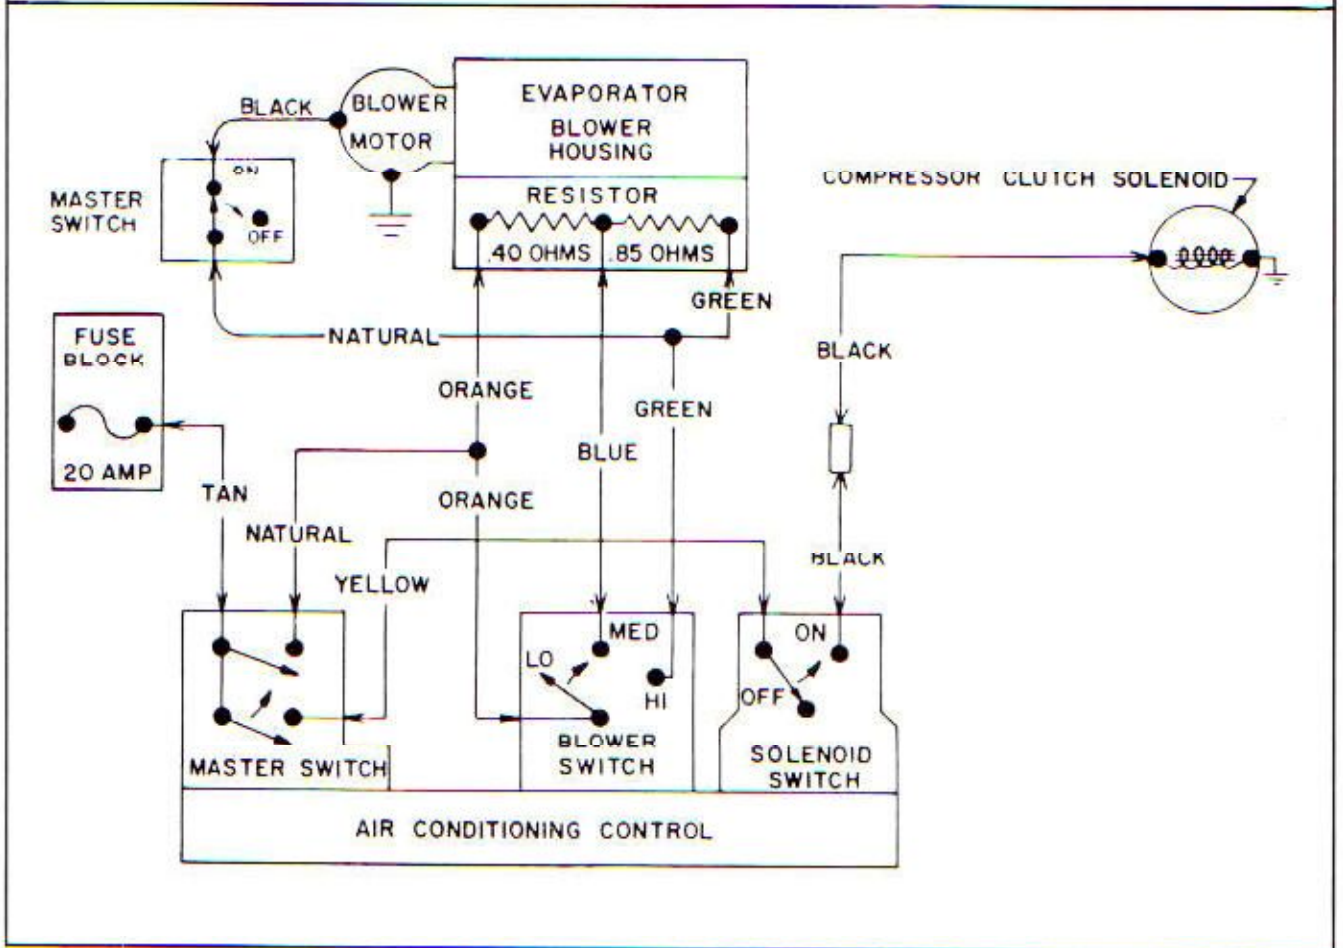 EVAPORATOR
BLOWER
HOUSING
BLOWER
MOTOR
BLACK
ON
OFF
MASTER
SWITCH
RESISTOR
.40 OHMS
.85 OHMS
COMPRESSOR CLUTCH SOLENOID
GREEN
NATURAL
FUSE
BLOCK
20 AMP
ORANGE
GREEN
BLACK
BLUE
TAN
ORANGE
NATURAL
YELLOW
BLACK
MED
LO
HI
BLOWER
SWITCH
ON
OFF
SOLENOID
SWITCH
MASTER SWITCH
AIR CONDITIONING CONTROL